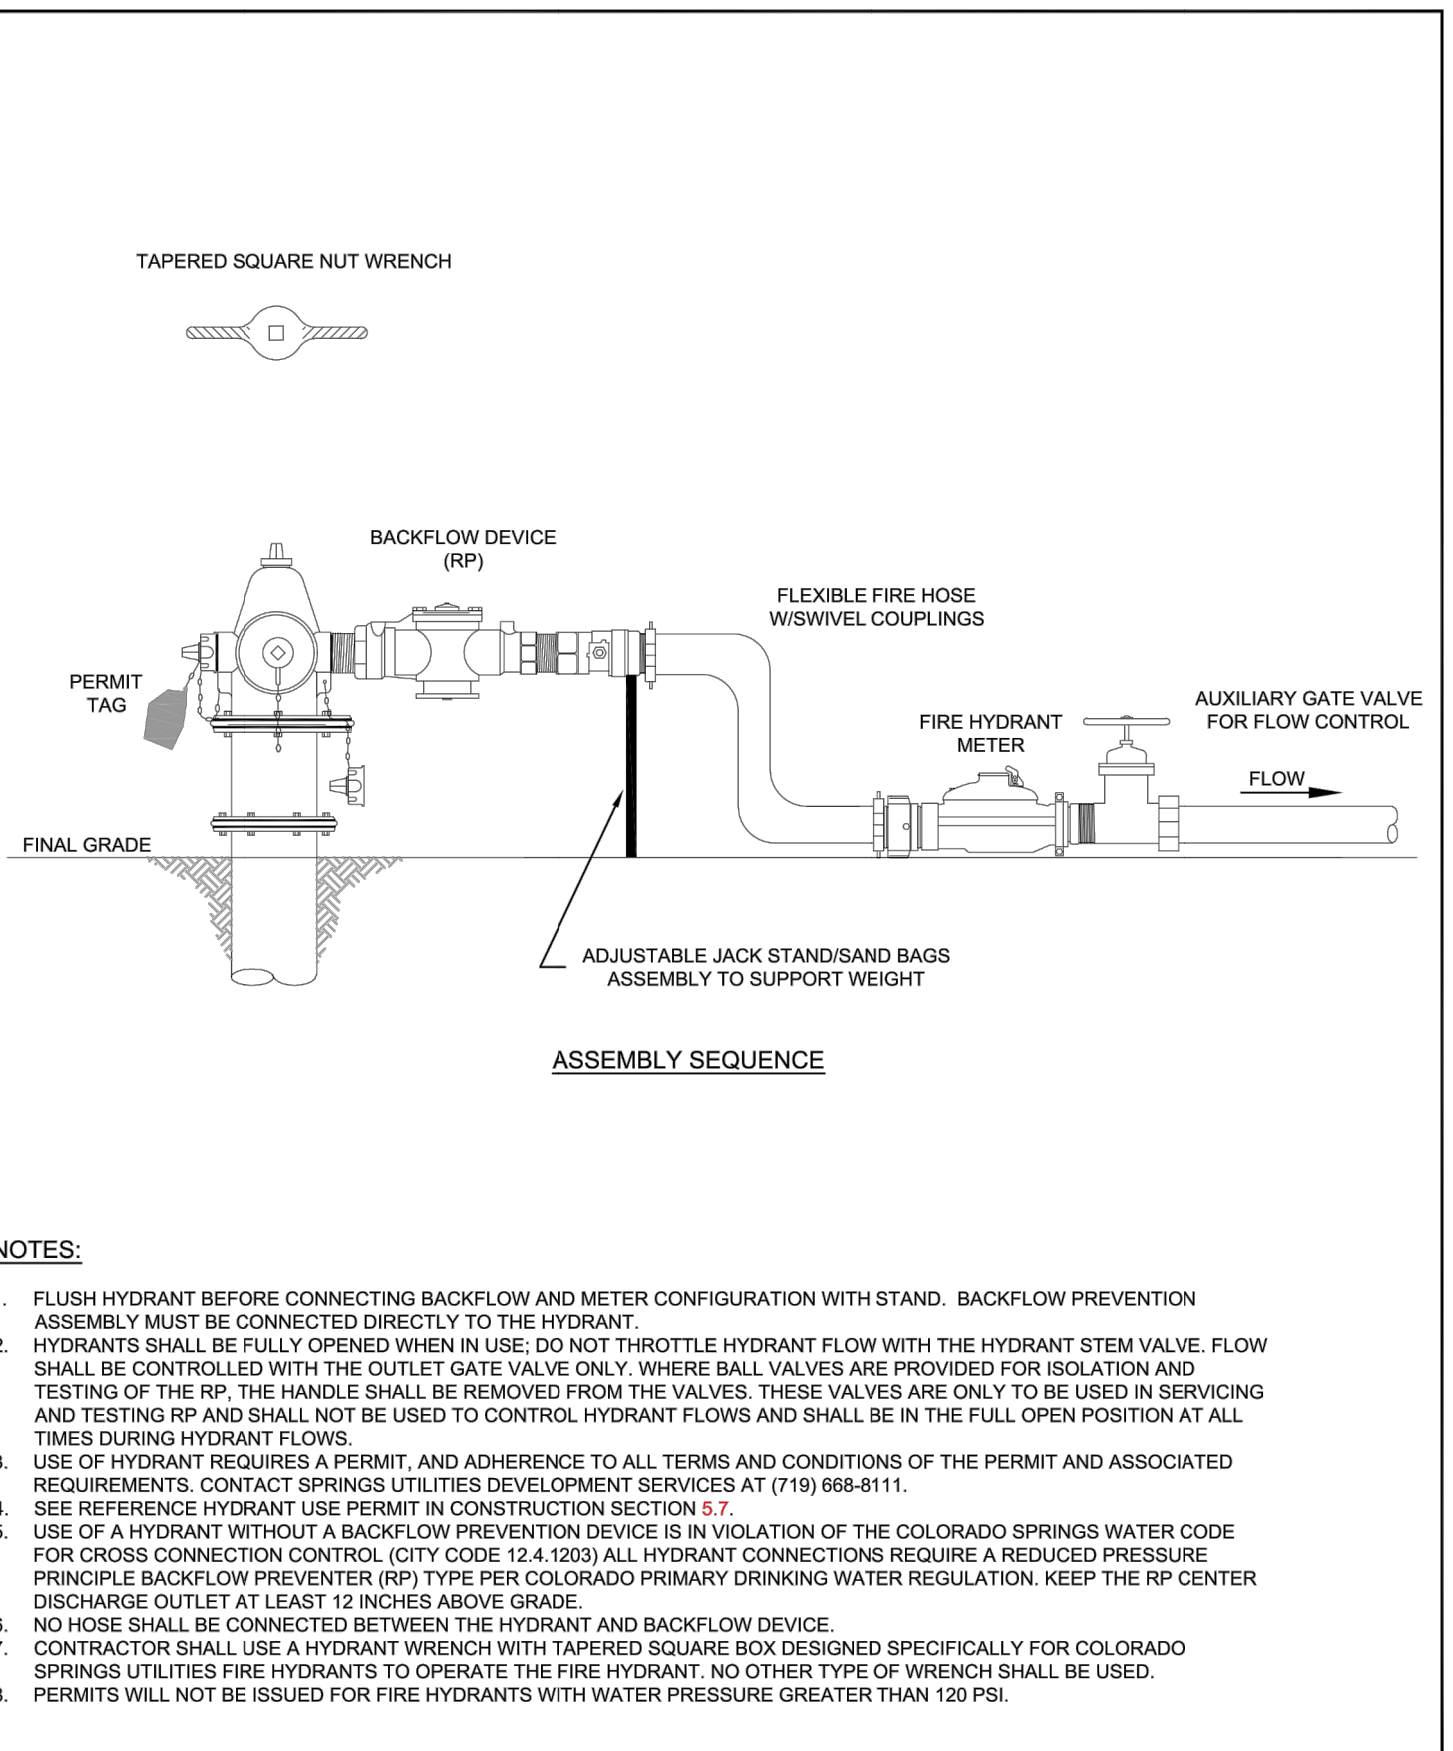 TAPERED SQUARE NUT WRENCH
BACKFLOW DEVICE
(RP)
FLEXIBLE FIRE HOSE
W/SWIVEL COUPLINGS
PERMIT
TAG
AUXILIARY GATE VALVE
FOR FLOW CONTROL
FIRE HYDRANT
METER
FLOW
FINAL GRADE
ADJUSTABLE JACK STAND/SAND BAGS
ASSEMBLY TO SUPPORT WEIGHT
ASSEMBLY SEQUENCE
NOTES:
. FLUSH HYDRANT BEFORE CONNECTING BACKFLOW AND METER CONFIGURATION WITH STAND. BACKFLOW PREVENTION
ASSEMBLY MUST BE CONNECTED DIRECTLY TO THE HYDRANT.
2. HYDRANTS SHALL BE FULLY OPENED WHEN IN USE; DO NOT THROTTLE HYDRANT FLOW WITH THE HYDRANT STEM VALVE. FLOW
SHALL BE CONTROLLED WITH THE OUTLET GATE VALVE ONLY. WHERE BALL VALVES ARE PROVIDED FOR ISOLATION AND
TESTING OF THE RP, THE HANDLE SHALL BE REMOVED FROM THE VALVES. THESE VALVES ARE ONLY TO BE USED IN SERVICING
AND TESTING RP AND SHALL NOT BE USED TO CONTROL HYDRANT FLOWS AND SHALL BE IN THE FULL OPEN POSITION AT ALL
TIMES DURING HYDRANT FLOWS.
3. USE OF HYDRANT REQUIRES A PERMIT, AND ADHERENCE TO ALL TERMS AND CONDITIONS OF THE PERMIT AND ASSOCIATED
REQUIREMENTS. CONTACT SPRINGS UTILITIES DEVELOPMENT SERVICES AT (719) 668-8111.
4. SEE REFERENCE HYDRANT USE PERMIT IN CONSTRUCTION SECTION 5.7.
5. USE OF A HYDRANT WITHOUT A BACKFLOW PREVENTION DEVICE IS IN VIOLATION OF THE COLORADO SPRINGS WATER CODE
FOR CROSS CONNECTION CONTROL (CITY CODE 12.4.1203) ALL HYDRANT CONNECTIONS REQUIRE A REDUCED PRESSURE
PRINCIPLE BACKFLOW PREVENTER (RP) TYPE PER COLORADO PRIMARY DRINKING WATER REGULATION. KEEP THE RP CENTER
DISCHARGE OUTLET AT LEAST 12 INCHES ABOVE GRADE.
6. NO HOSE SHALL BE CONNECTED BETWEEN THE HYDRANT AND BACKFLOW DEVICE.
7. CONTRACTOR SHALL USE A HYDRANT WRENCH WITH TAPERED SQUARE BOX DESIGNED SPECIFICALLY FOR COLORADO
SPRINGS UTILITIES FIRE HYDRANTS TO OPERATE THE FIRE HYDRANT. NO OTHER TYPE OF WRENCH SHALL BE USED.
8. PERMITS WILL NOT BE ISSUED FOR FIRE HYDRANTS WITH WATER PRESSURE GREATER THAN 120 PSI.